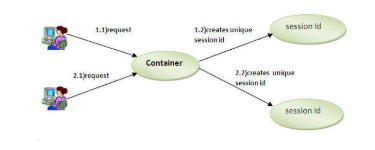 1.1)request
1.2)creates unique
session id
session Id
Container
2.1)request
2.2)creates unique
session id
session Id